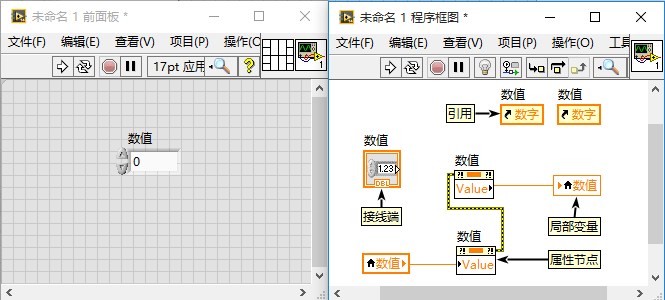 未命名 1 前面板 *
文件(F) 编辑(E) 查看(V) 项目(P) 操作(O)
17pt 应用
1
数值
0
未命名 1 程序框图 *
文件(F) 编辑(E) 查看(V) 项目(P) 操作(O) 工具
1
数值 数值
引用 数字 数字
数值
1.23
DBL
接线端
数值
Value 数值
局部变量
数值
数值 Value 属性节点